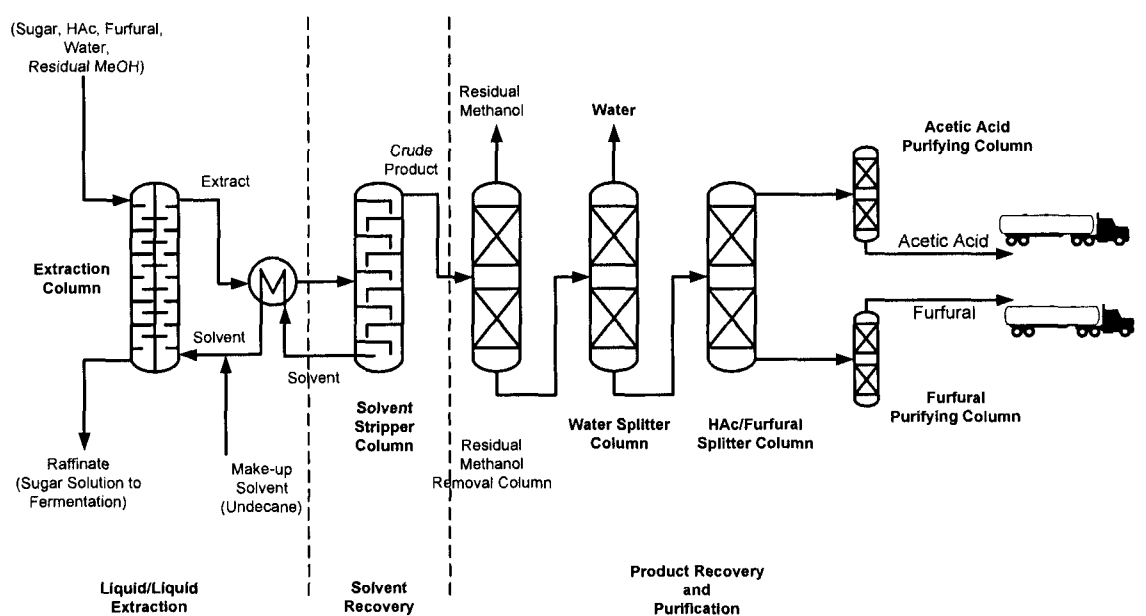 (Sugar, HAc, Furfural,
Water,
Residual MeOH)
Extraction
Column
Extract
Solvent
Raffinate
(Sugar Solution to
Fermentation)
Make-up
Solvent
(Undecane)
Solvent
Solvent
Stripper
Column
Crude
Product
Residual
Methanol
Residual
Methanol
Removal Column
Water
Water Splitter
Column
HAc/Furfural
Splitter Column
Acetic Acid
Purifying Column
Acetic Acid
Furfural
Furfural
Purifying Column
Liquid/Liquid
Extraction
Solvent
Recovery
Product Recovery
and
Purification